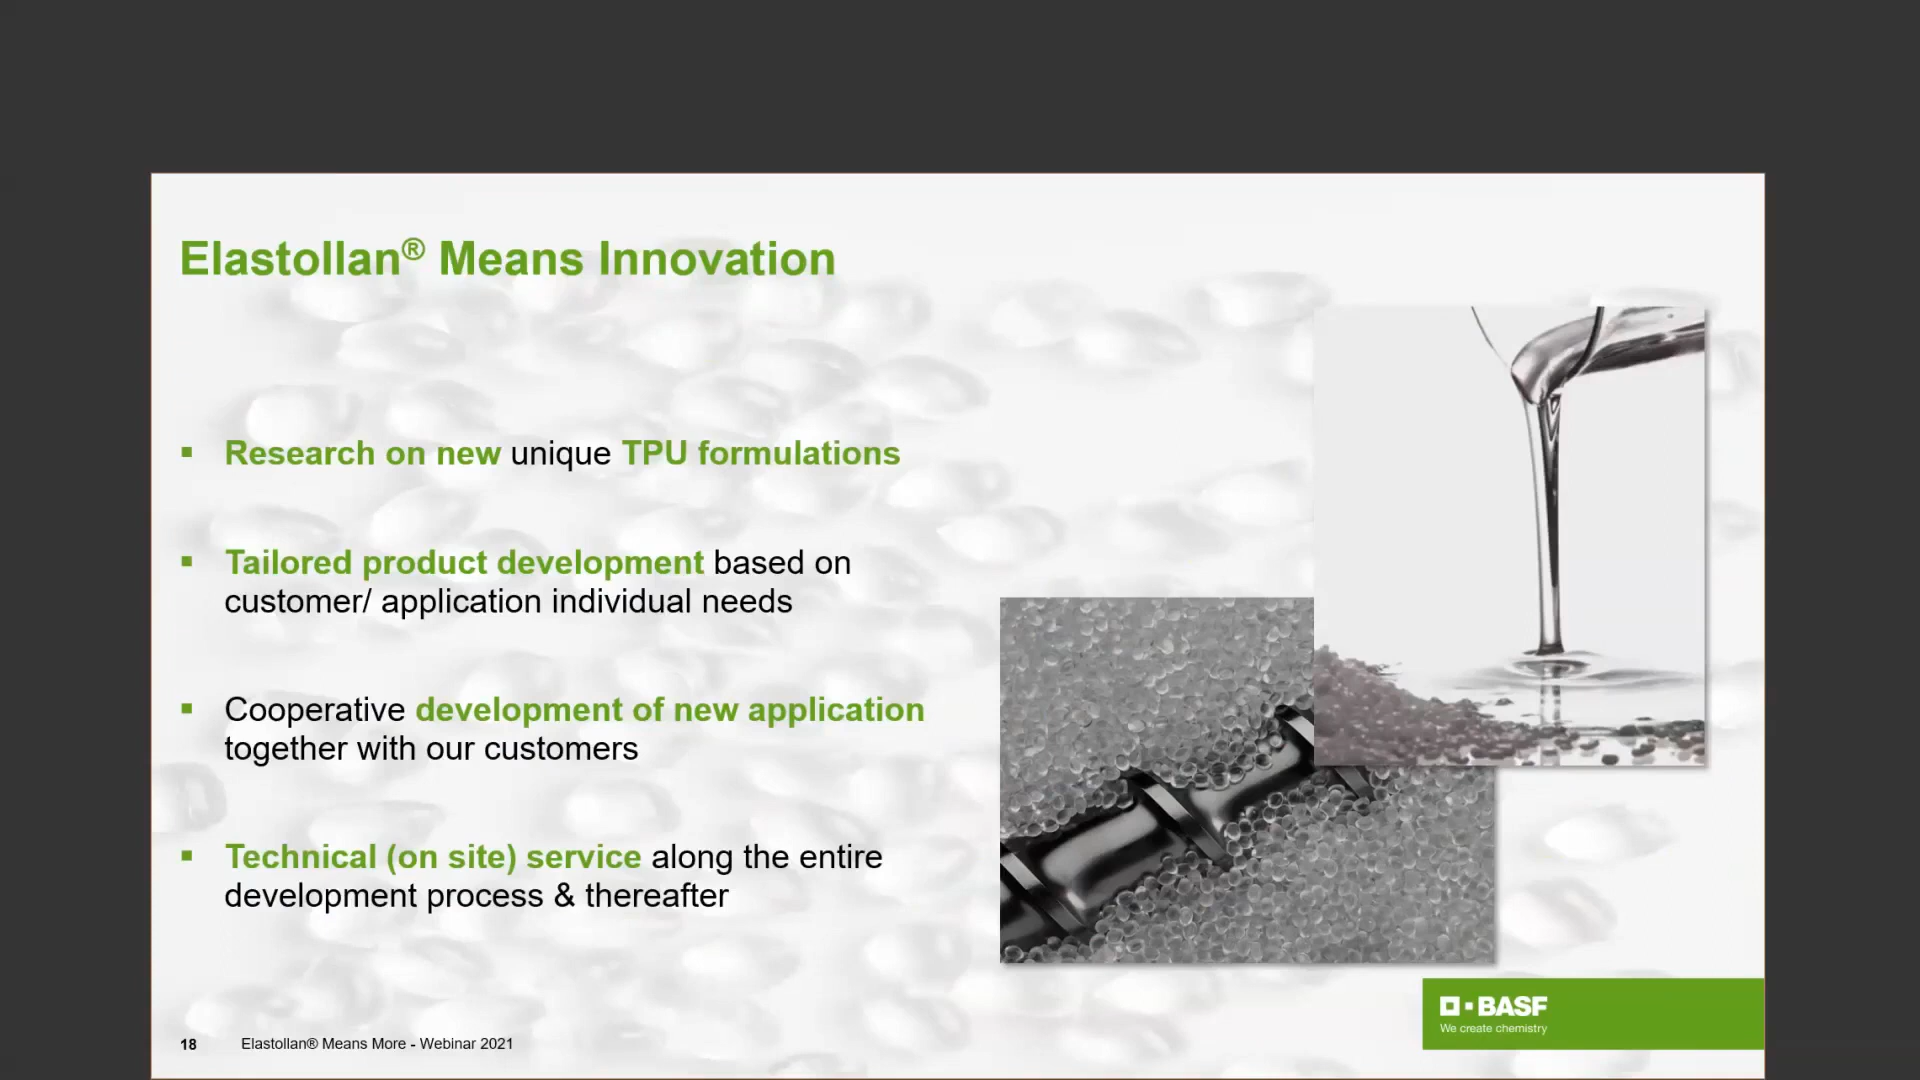 Elastollan® Means Innovation
▪ Research on new unique TPU formulations
▪ Tailored product development based on
customer/ application individual needs
▪ Cooperative development of new application
together with our customers
▪ Technical (on site) service along the entire
development process & thereafter
18 Elastollan® Means More - Webinar 2021
BASF
We create chemistry